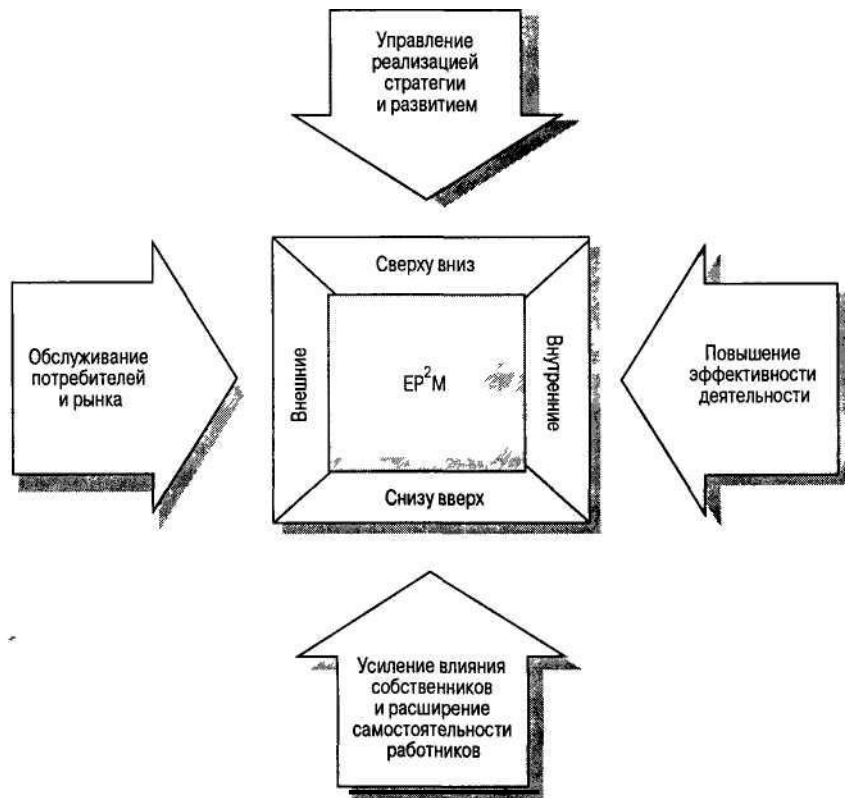 Управление
реализацией
стратегии
и развитием
Сверху вниз
Обслуживание
потребителей
и рынка
Внешние
EP²M
Внутренние
Повышение
эффективности
деятельности
Снизу вверх
Усиление влияния
собственников
и расширение
самостоятельности
работников